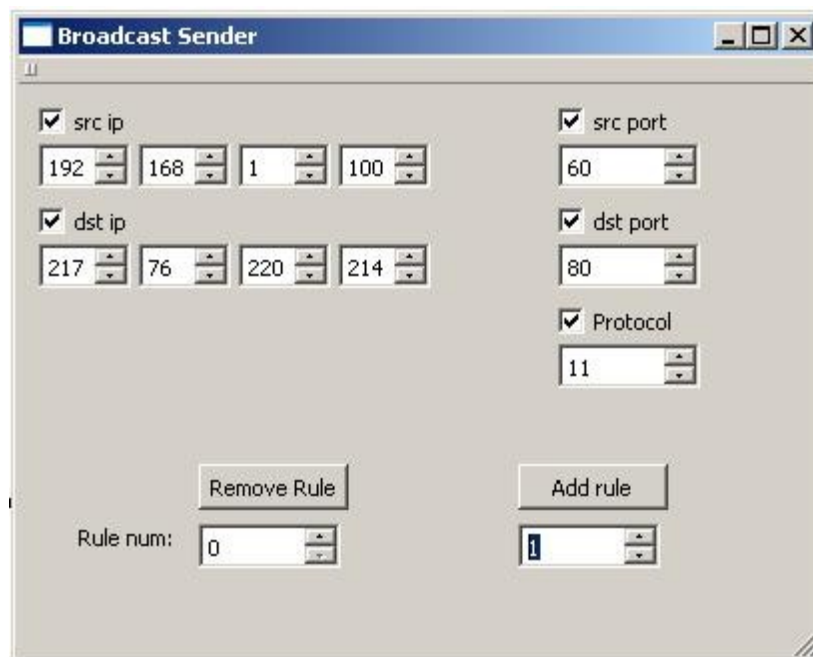 Broadcast Sender
src ip
src port
192 168 1 100
60
dst ip
dst port
217 76 220 214
80
Protocol
11
Remove Rule
Add rule
Rule num:
0
1